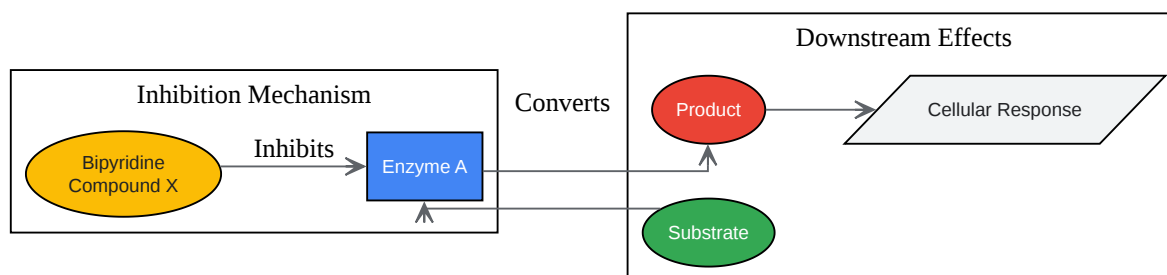 Downstream Effects
Inhibition Mechanism
Converts
Product
Cellular Response
Inhibits
Bipyridine
Compound X
Enzyme A
Substrate